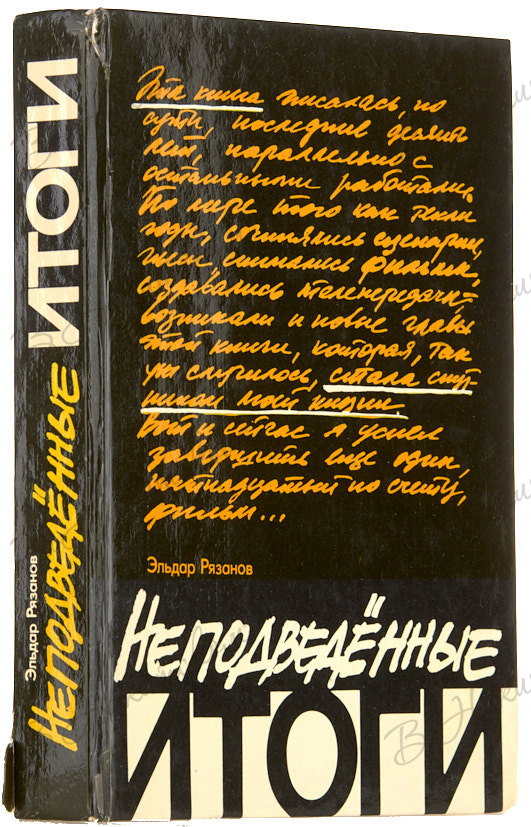 Эта книга писалась, по
сути, последние десять
лет, параллельно с
остальными работами.
По мере того как текли
годы, сочинялись сценарии,
пьесы, снимались фильмы,
создавались телепередачи,
возникали и новые главы
этой книги, которая, так
уж случилось, стала спут-
ником моей жизни.
Вот и сейчас я успел
завершить еще один,
пятнадцатый по счету,
фильм...
Эльдар Рязанов
НЕПОДВЕДЁННЫЕ
ИТОГИ
Эльдар Рязанов
НЕПОДВЕДЁННЫЕ ИТОГИ